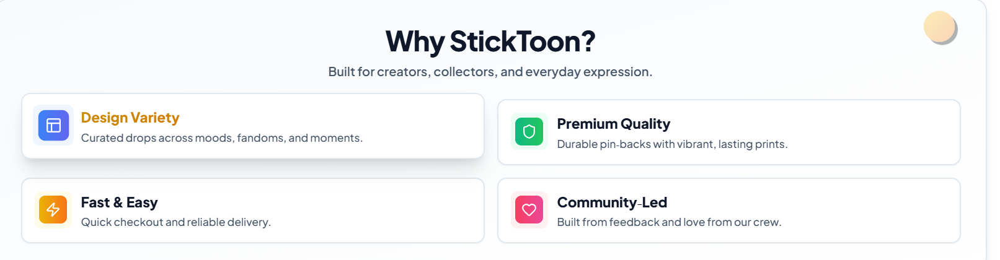 Why StickToon?
Built for creators, collectors, and everyday expression.
Design Variety
Curated drops across moods, fandoms, and moments.
Premium Quality
Durable pin-backs with vibrant, lasting prints.
Fast & Easy
Quick checkout and reliable delivery.
Community-Led
Built from feedback and love from our crew.